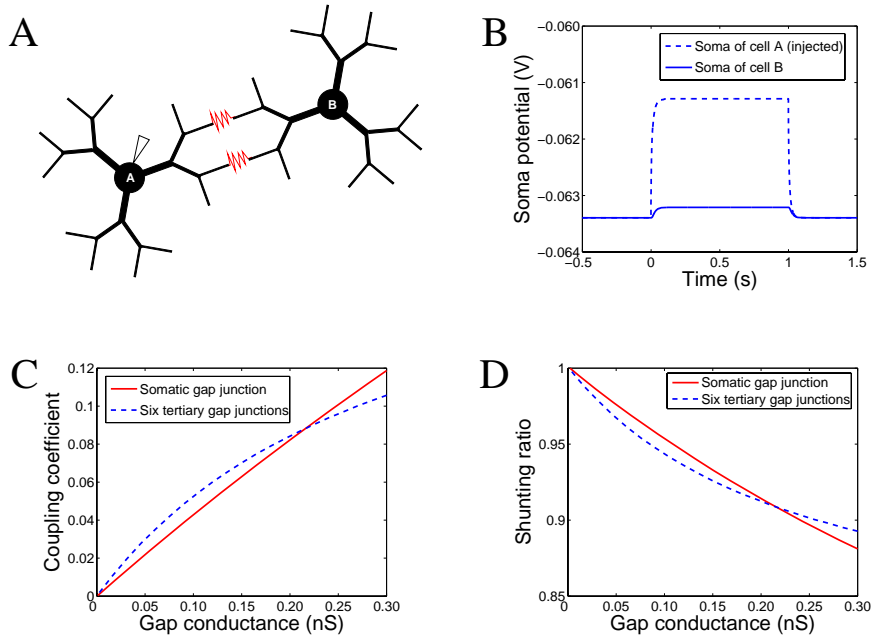 A
B
A
B
Soma potential (V)
−0.060
−0.061
−0.062
−0.063
−0.064
Soma of cell A (injected)
Soma of cell B
−0.5 0 0.5 1 1.5
Time (s)
C
Coupling coefficient
0.12
0.1
0.08
0.06
0.04
0.02
0
Somatic gap junction
Six tertiary gap junctions
0 0.05 0.10 0.15 0.20 0.25 0.30
Gap conductance (nS)
D
Shunting ratio
1
0.95
0.9
0.85
Somatic gap junction
Six tertiary gap junctions
0 0.05 0.10 0.15 0.20 0.25 0.30
Gap conductance (nS)